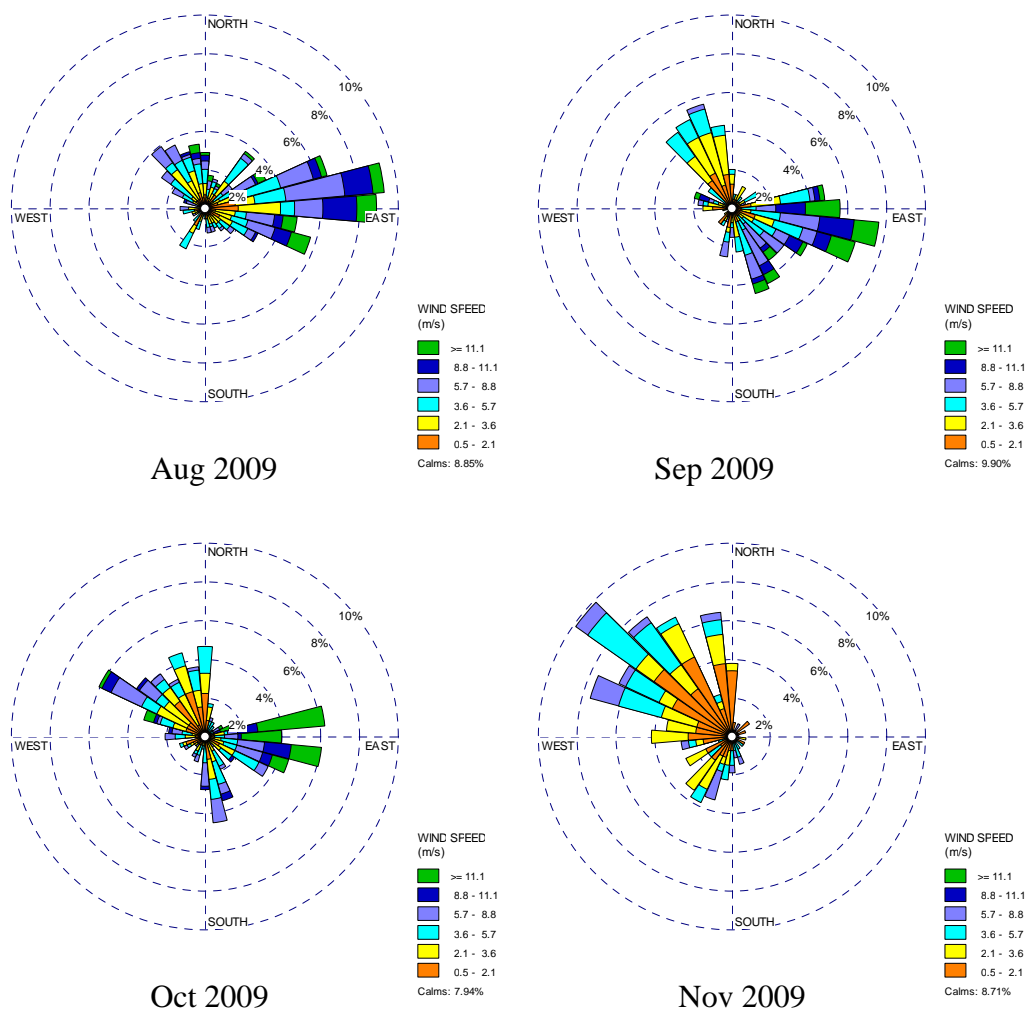 NORTH
10%
8%
6%
4%
2%
WEST
EAST
SOUTH
WIND SPEED
(m/s)
>= 11.1
8.8 - 11.1
5.7 - 8.8
3.6 - 5.7
2.1 - 3.6
0.5 - 2.1
Calms: 8.85%
Aug 2009
NORTH
10%
8%
6%
4%
2%
WEST
EAST
SOUTH
WIND SPEED
(m/s)
>= 11.1
8.8 - 11.1
5.7 - 8.8
3.6 - 5.7
2.1 - 3.6
0.5 - 2.1
Calms: 9.90%
Sep 2009
NORTH
10%
8%
6%
4%
2%
WEST
EAST
SOUTH
WIND SPEED
(m/s)
>= 11.1
8.8 - 11.1
5.7 - 8.8
3.6 - 5.7
2.1 - 3.6
0.5 - 2.1
Calms: 7.94%
Oct 2009
NORTH
10%
8%
6%
4%
2%
WEST
EAST
SOUTH
WIND SPEED
(m/s)
>= 11.1
8.8 - 11.1
5.7 - 8.8
3.6 - 5.7
2.1 - 3.6
0.5 - 2.1
Calms: 8.71%
Nov 2009